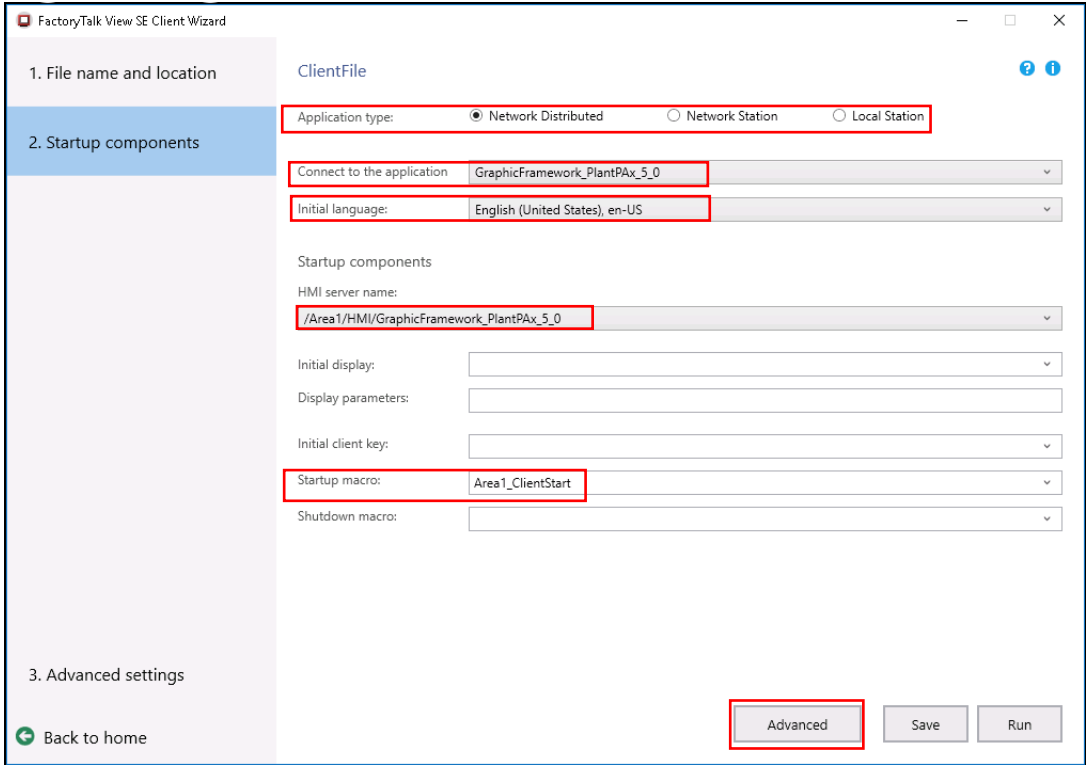 FactoryTalk View SE Client Wizard
1. File name and location
2. Startup components
3. Advanced settings
Back to home
ClientFile
Application type: Network Distributed Network Station Local Station
Connect to the application GraphicFramework_PlantPAx_5_0
Initial language: English (United States), en-US
Startup components
HMI server name:
/Area1/HMI/GraphicFramework_PlantPAx_5_0
Initial display:
Display parameters:
Initial client key:
Startup macro: Area1_ClientStart
Shutdown macro:
Advanced Save Run